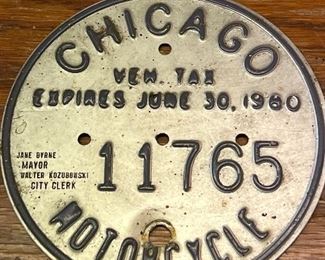 CHICAGO
VEH. TAX
EXPIRES JUNE 30, 1980
JANE BYRNE
MAYOR
WALTER KOZUBOWSKI
CITY CLERK
11765
MOTORCYCLE